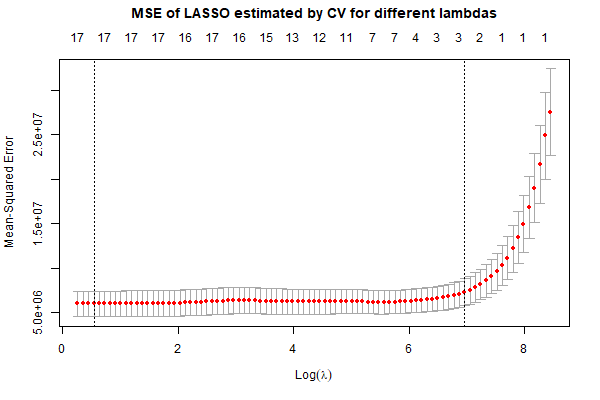 MSE of LASSO estimated by CV for different lambdas
17 17 17 17 16 17 16 15 13 12 11 7 7 4 3 3 2 1 1 1
Mean-Squared Error
2.5e+07
1.5e+07
5.0e+06
0 2 4 6 8
Log(λ)